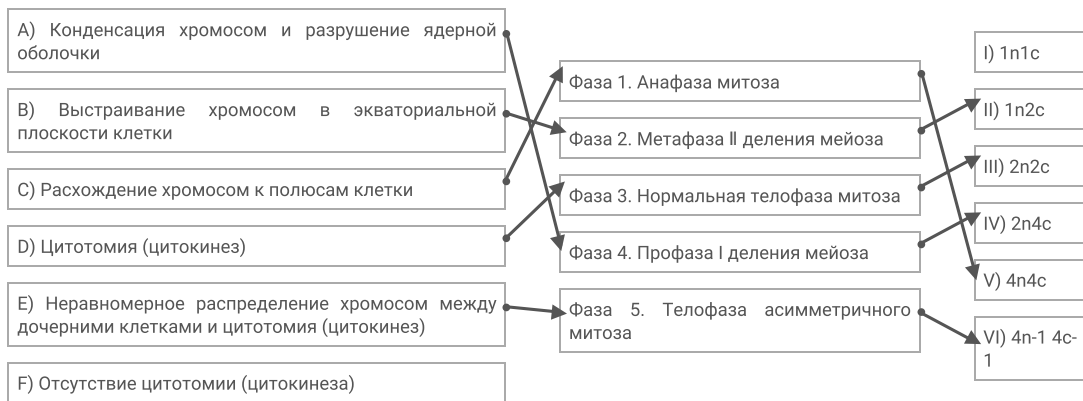 A) Конденсация хромосом и разрушение ядерной
оболочки
B) Выстраивание хромосом в экваториальной
плоскости клетки
C) Расхождение хромосом к полюсам клетки
D) Цитотомия (цитокинез)
E) Неравномерное распределение хромосом между
дочерними клетками и цитотомия (цитокинез)
F) Отсутствие цитотомии (цитокинеза)
Фаза 1. Анафаза митоза
Фаза 2. Метафаза II деления мейоза
Фаза 3. Нормальная телофаза митоза
Фаза 4. Профаза I деления мейоза
Фаза 5. Телофаза асимметричного
митоза
I) 1n1c
II) 1n2c
III) 2n2c
IV) 2n4c
V) 4n4c
VI) 4n-1 4c-
1